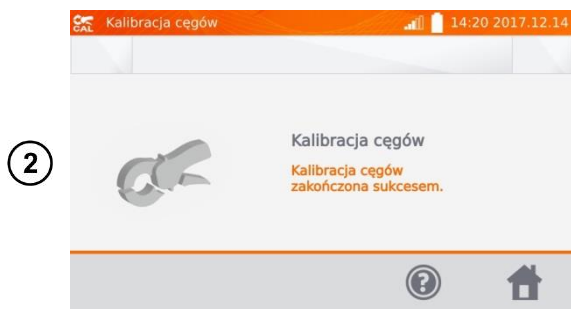 CAL Kalibracja cęgów 14:20 2017.12.14
2
Kalibracja cęgów
Kalibracja cęgów
zakończona sukcesem.
?